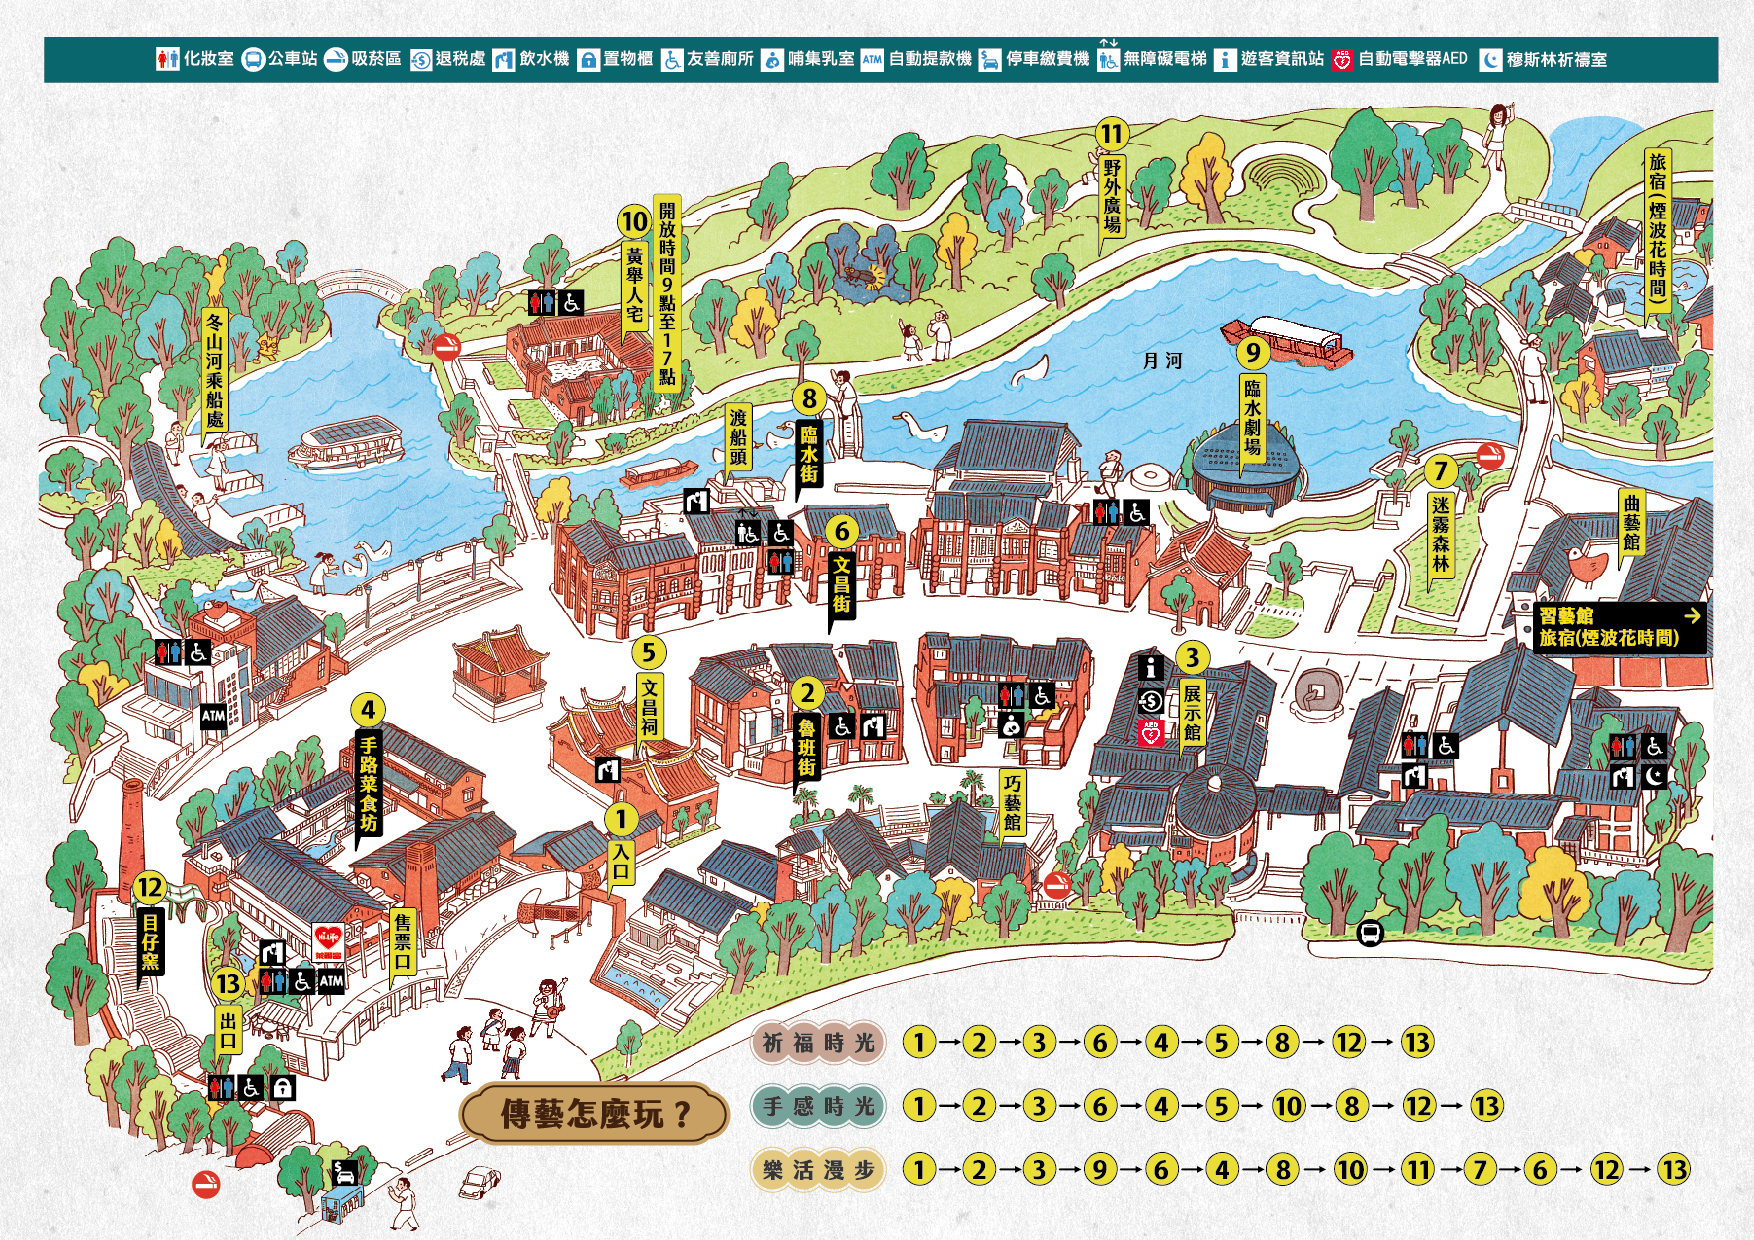 化妝室 公車站 吸菸區 退稅處 飲水機 置物櫃 友善廁所 哺集乳室 ATM 自動提款機 停車繳費機 無障礙電梯 遊客資訊站 AED 自動電擊器AED 穆斯林祈禱室
11
野外廣場
旅宿(煙波花時間)
10
黃舉人宅
開放時間9點至17點
冬山河乘船處
月河
9
臨水劇場
8
臨水街
渡船頭
7
迷霧森林
曲藝館
6
文昌街
習藝館
旅宿(煙波花時間)
5
文昌祠
3
展示館
AED
2
魯班街
4
手路菜食坊
ATM
巧藝館
1
入口
12
目仔窯
售票口
Hi-Life
萊爾富
ATM
13
出口
傳藝怎麼玩？
祈福時光 1→2→3→6→4→5→8→12→13
手感時光 1→2→3→6→4→5→10→8→12→13
樂活漫步 1→2→3→9→6→4→8→10→11→7→6→12→13